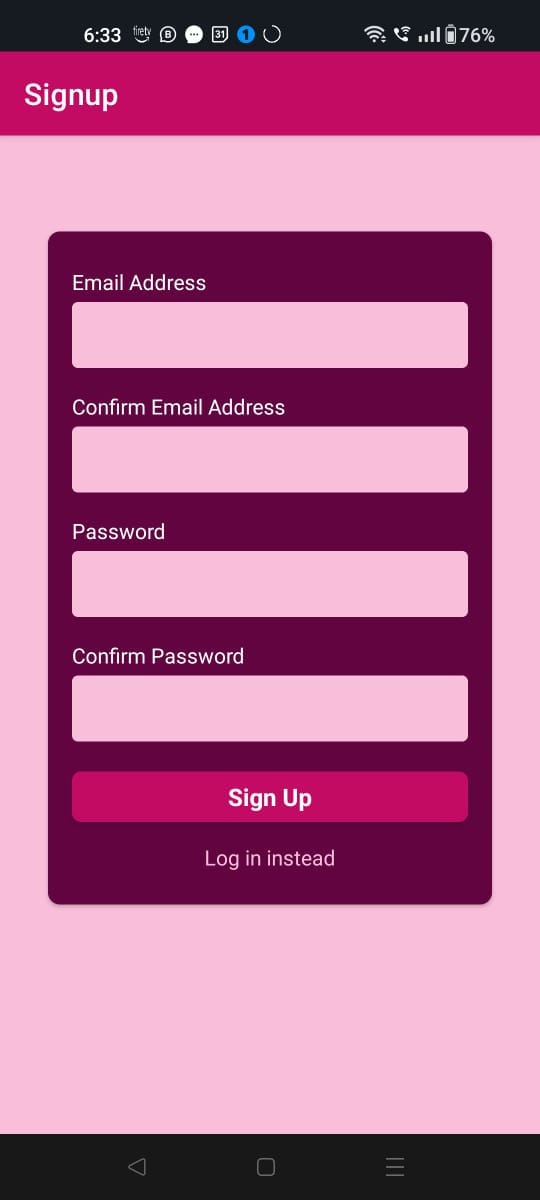 6:33 firetv B 31 1 76%
Signup
Email Address
Confirm Email Address
Password
Confirm Password
Sign Up
Log in instead